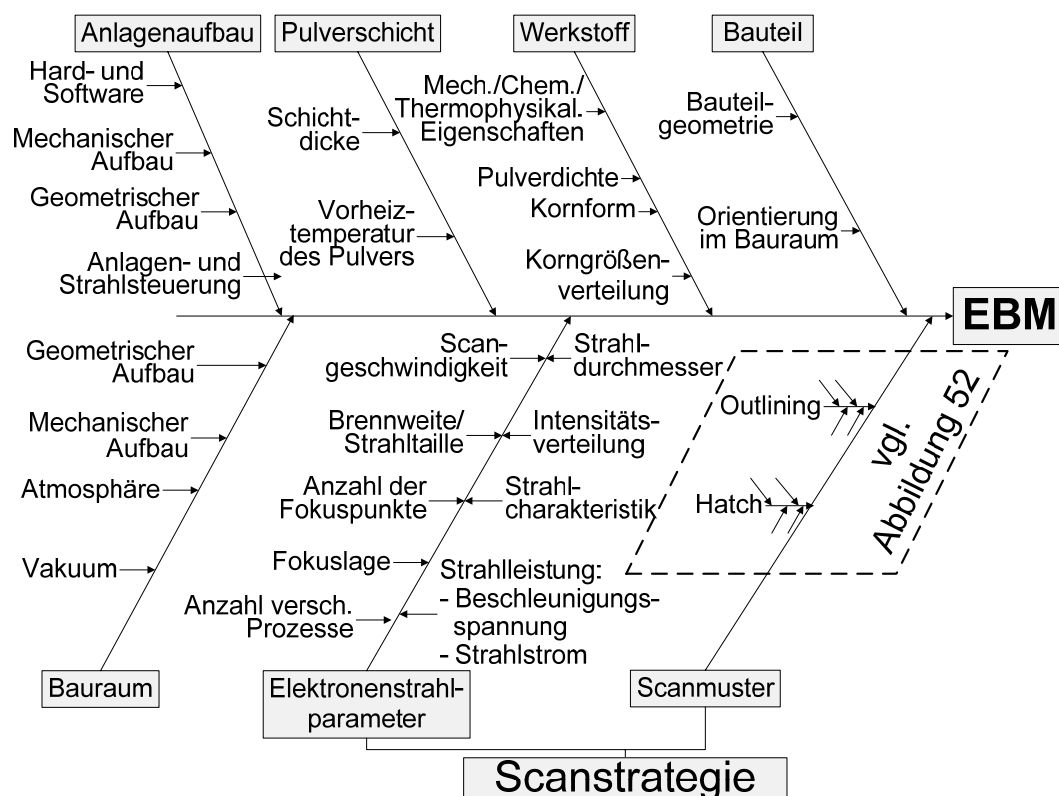 Anlagenaufbau
Pulverschicht
Werkstoff
Bauteil
Hard- und
Software
Mechanischer
Aufbau
Geometrischer
Aufbau
Anlagen- und
Strahlsteuerung
Schicht-
dicke
Vorheiz-
temperatur
des Pulvers
Mech./Chem./
Thermophysikal.
Eigenschaften
Pulverdichte
Kornform
Korngrößen-
verteilung
Bauteil-
geometrie
Orientierung
im Bauraum
EBM
Geometrischer
Aufbau
Mechanischer
Aufbau
Atmosphäre
Vakuum
Scan-
geschwindigkeit
Brennweite/
Strahltaille
Anzahl der
Fokuspunkte
Fokuslage
Anzahl versch.
Prozesse
Strahl-
durchmesser
Intensitäts-
verteilung
Strahl-
charakteristik
Strahlleistung:
- Beschleunigungs-
spannung
- Strahlstrom
Outlining
Hatch
vgl.
Abbildung 52
Bauraum
Elektronenstrahl-
parameter
Scanmuster
Scanstrategie